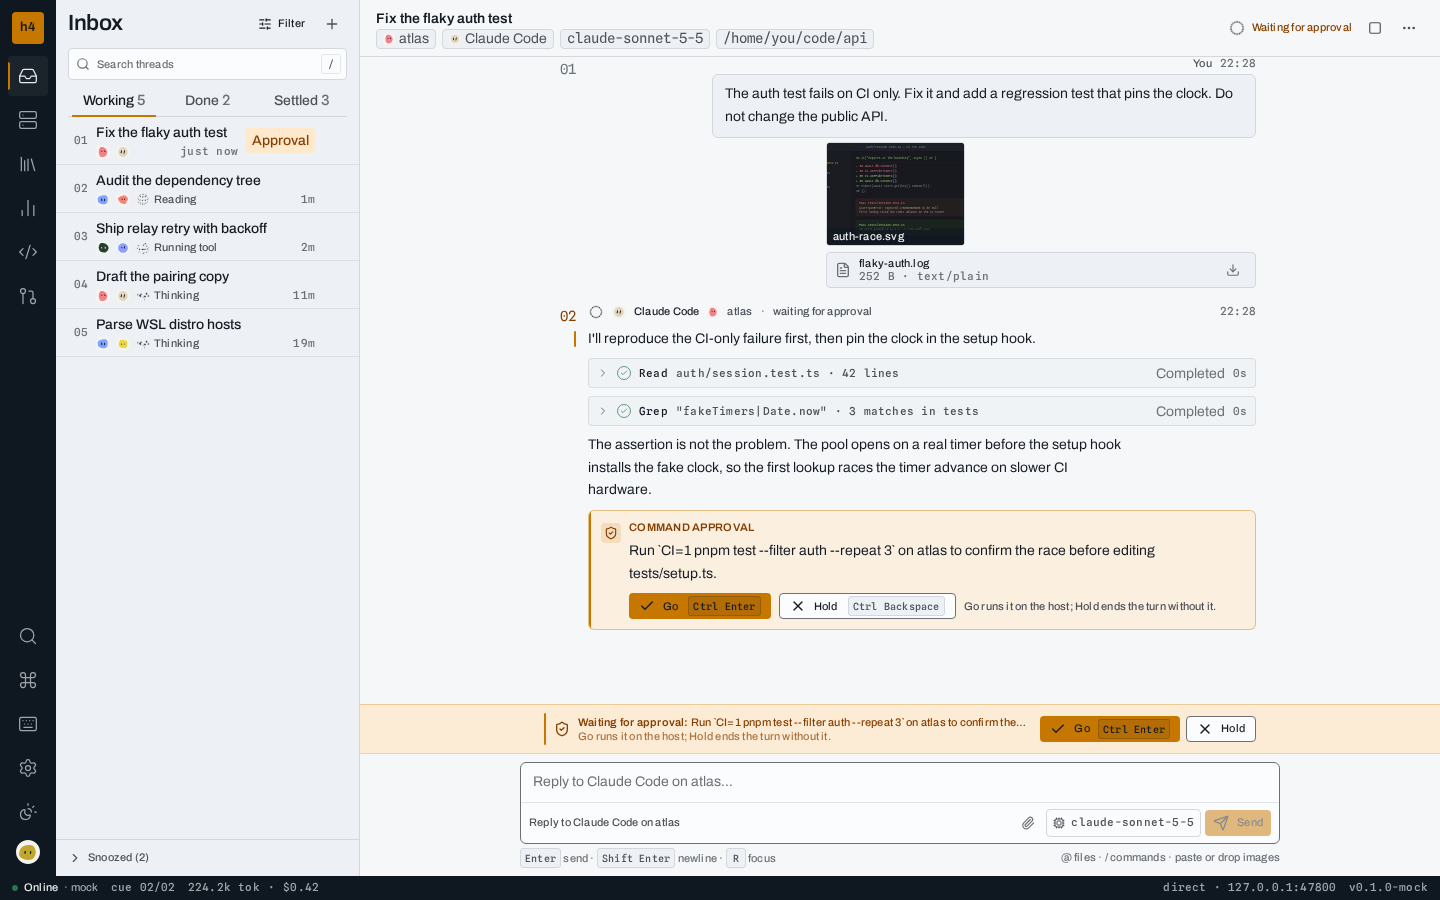 h4
Inbox
Filter
Search threads
/
Working 5
Done 2
Settled 3
01
Fix the flaky auth test
just now
Approval
02
Audit the dependency tree
Reading
1m
03
Ship relay retry with backoff
Running tool
2m
04
Draft the pairing copy
Thinking
11m
05
Parse WSL distro hosts
Thinking
19m
Snoozed (2)
Fix the flaky auth test
atlas
Claude Code
claude-sonnet-5-5
/home/you/code/api
Waiting for approval
01
You 22:28
The auth test fails on CI only. Fix it and add a regression test that pins the clock. Do
not change the public API.
auth-race.svg
flaky-auth.log
252 B · text/plain
02
Claude Code atlas · waiting for approval
22:28
I'll reproduce the CI-only failure first, then pin the clock in the setup hook.
Read auth/session.test.ts · 42 lines
Completed 0s
Grep "fakeTimers|Date.now" · 3 matches in tests
Completed 0s
The assertion is not the problem. The pool opens on a real timer before the setup hook
installs the fake clock, so the first lookup races the timer advance on slower CI
hardware.
COMMAND APPROVAL
Run `CI=1 pnpm test --filter auth --repeat 3` on atlas to confirm the race before editing
tests/setup.ts.
Go Ctrl Enter
Hold Ctrl Backspace
Go runs it on the host; Hold ends the turn without it.
Waiting for approval: Run `CI=1 pnpm test --filter auth --repeat 3` on atlas to confirm the…
Go runs it on the host; Hold ends the turn without it.
Go Ctrl Enter
Hold
Reply to Claude Code on atlas…
Reply to Claude Code on atlas
claude-sonnet-5-5
Send
Enter send · Shift Enter newline · R focus
@ files · / commands · paste or drop images
Online · mock cue 02/02 224.2k tok · $0.42
direct · 127.0.0.1:47800 v0.1.0-mock